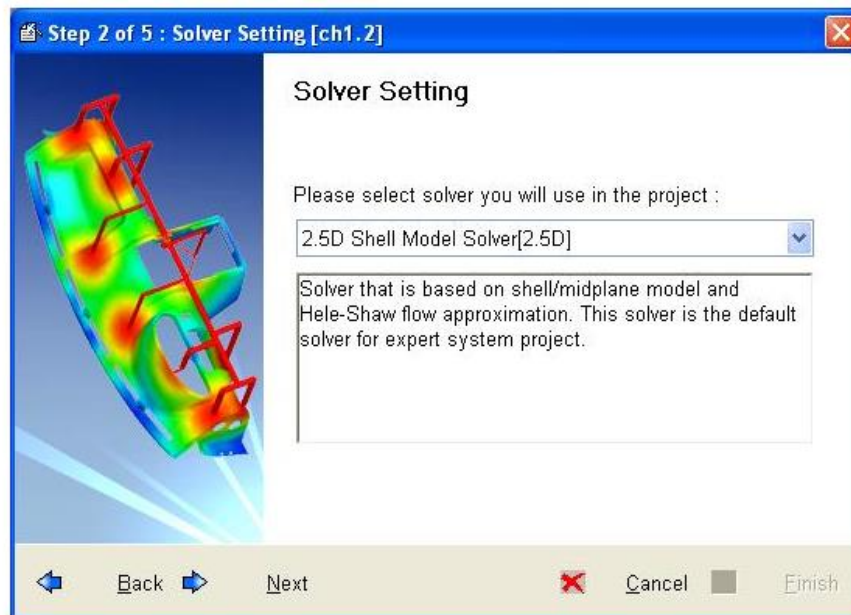 Step 2 of 5 : Solver Setting [ch1.2]
Solver Setting
Please select solver you will use in the project :
2.5D Shell Model Solver[2.5D]
Solver that is based on shell/midplane model and
Hele-Shaw flow approximation. This solver is the default
solver for expert system project.
Back Next Cancel Finish